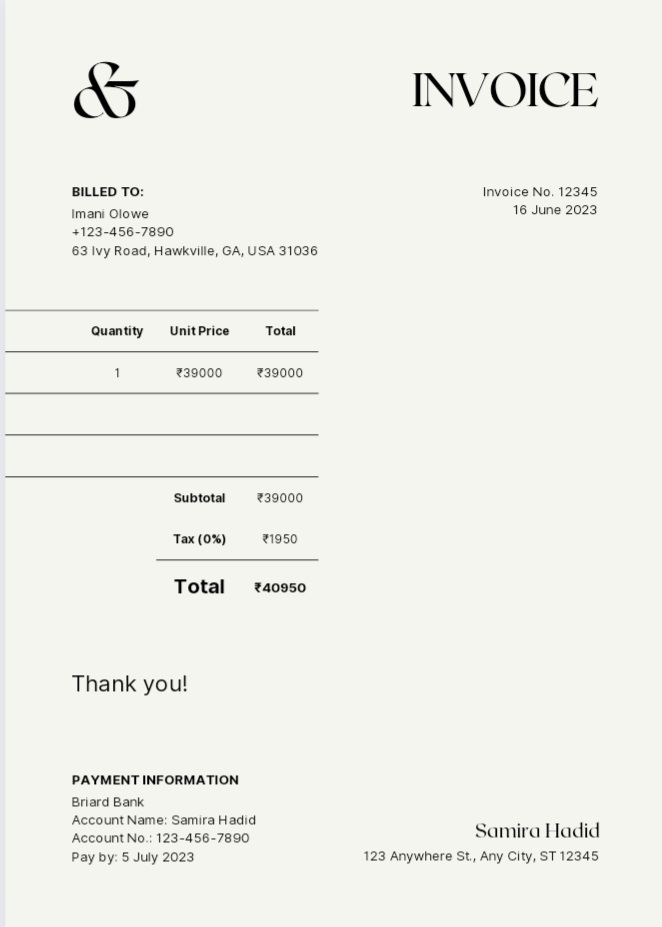 &
INVOICE
BILLED TO:
Imani Olowe
+123-456-7890
63 Ivy Road, Hawkville, GA, USA 31036
Invoice No. 12345
16 June 2023
Quantity Unit Price Total
1 ₹39000 ₹39000
Subtotal ₹39000
Tax (0%) ₹1950
Total ₹40950
Thank you!
PAYMENT INFORMATION
Briard Bank
Account Name: Samira Hadid
Account No.: 123-456-7890
Pay by: 5 July 2023
Samira Hadid
123 Anywhere St., Any City, ST 12345